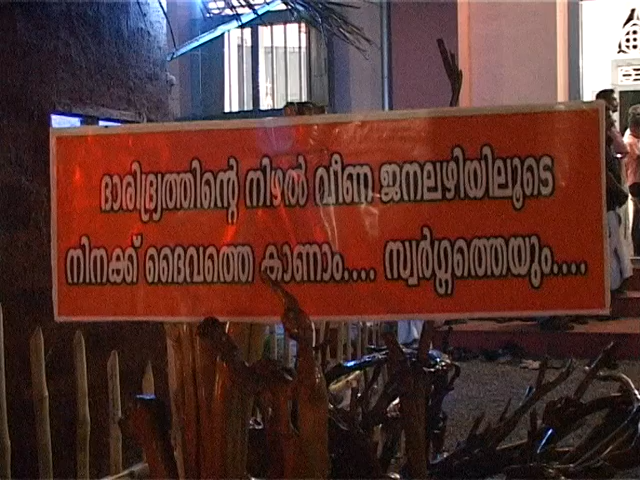 ദാരിദ്ര്യത്തിന്റെ നിഴൽ വീണ ജനലഴിയിലൂടെ
നിനക്ക് ദൈവത്തെ കാണാം.... സ്വർഗ്ഗത്തെയും....